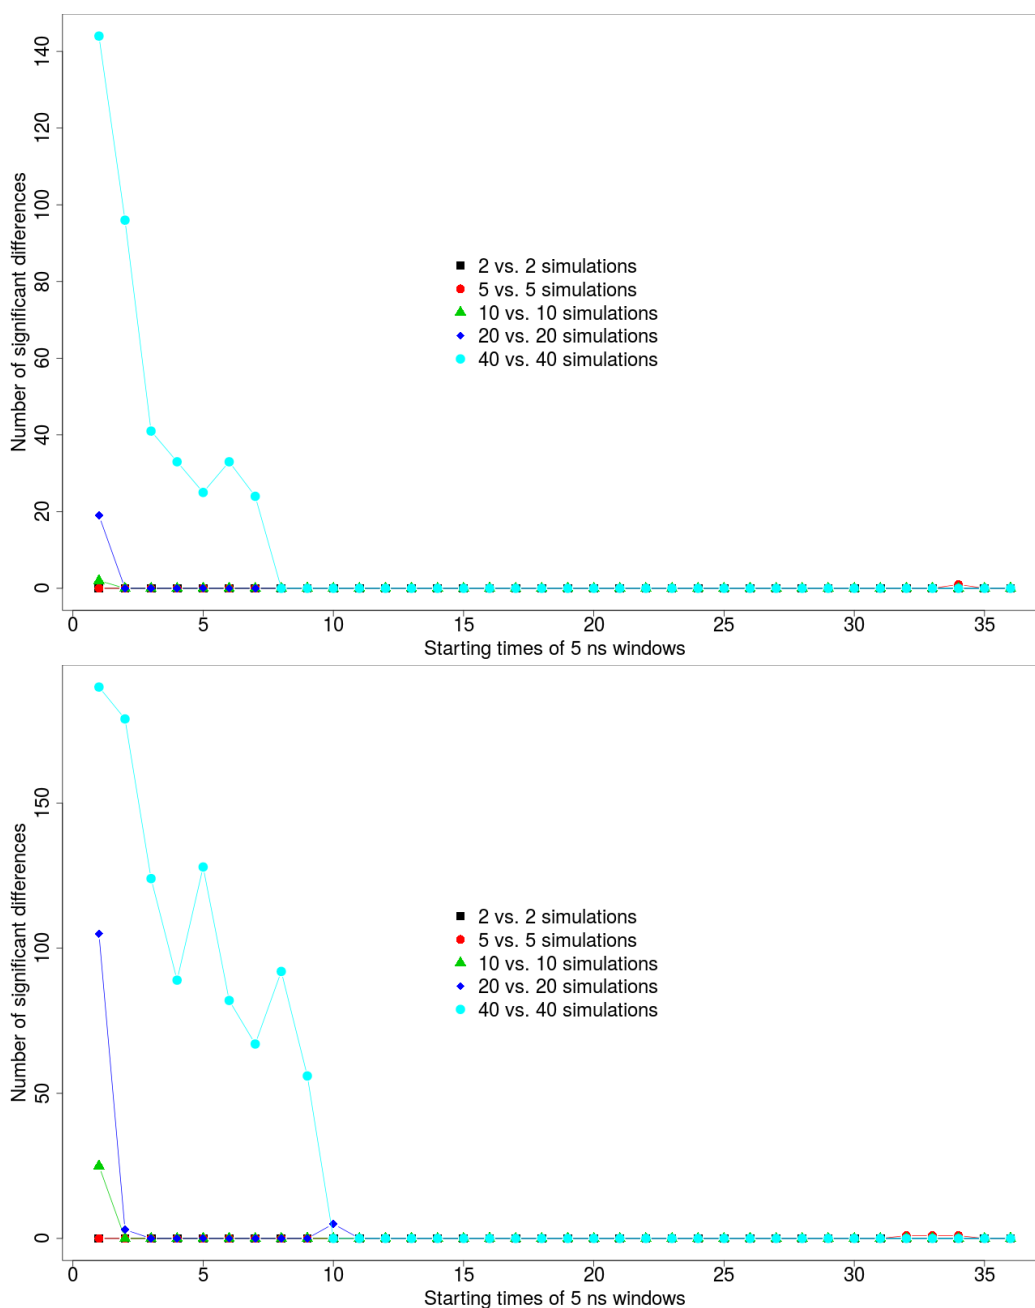 140
120
100
80
60
40
20
0
Number of significant differences
2 vs. 2 simulations
5 vs. 5 simulations
10 vs. 10 simulations
20 vs. 20 simulations
40 vs. 40 simulations
0 5 10 15 20 25 30 35
Starting times of 5 ns windows
150
100
50
0
Number of significant differences
2 vs. 2 simulations
5 vs. 5 simulations
10 vs. 10 simulations
20 vs. 20 simulations
40 vs. 40 simulations
0 5 10 15 20 25 30 35
Starting times of 5 ns windows